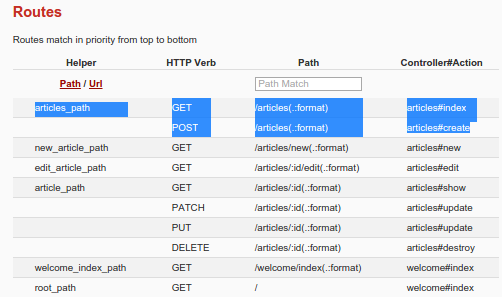 Routes
Routes match in priority from top to bottom
Helper HTTP Verb Path Controller#Action
Path / Url Path Match
articles_path GET /articles(.:format) articles#index
POST /articles(.:format) articles#create
new_article_path GET /articles/new(.:format) articles#new
edit_article_path GET /articles/:id/edit(.:format) articles#edit
article_path GET /articles/:id(.:format) articles#show
PATCH /articles/:id(.:format) articles#update
PUT /articles/:id(.:format) articles#update
DELETE /articles/:id(.:format) articles#destroy
welcome_index_path GET /welcome/index(.:format) welcome#index
root_path GET / welcome#index